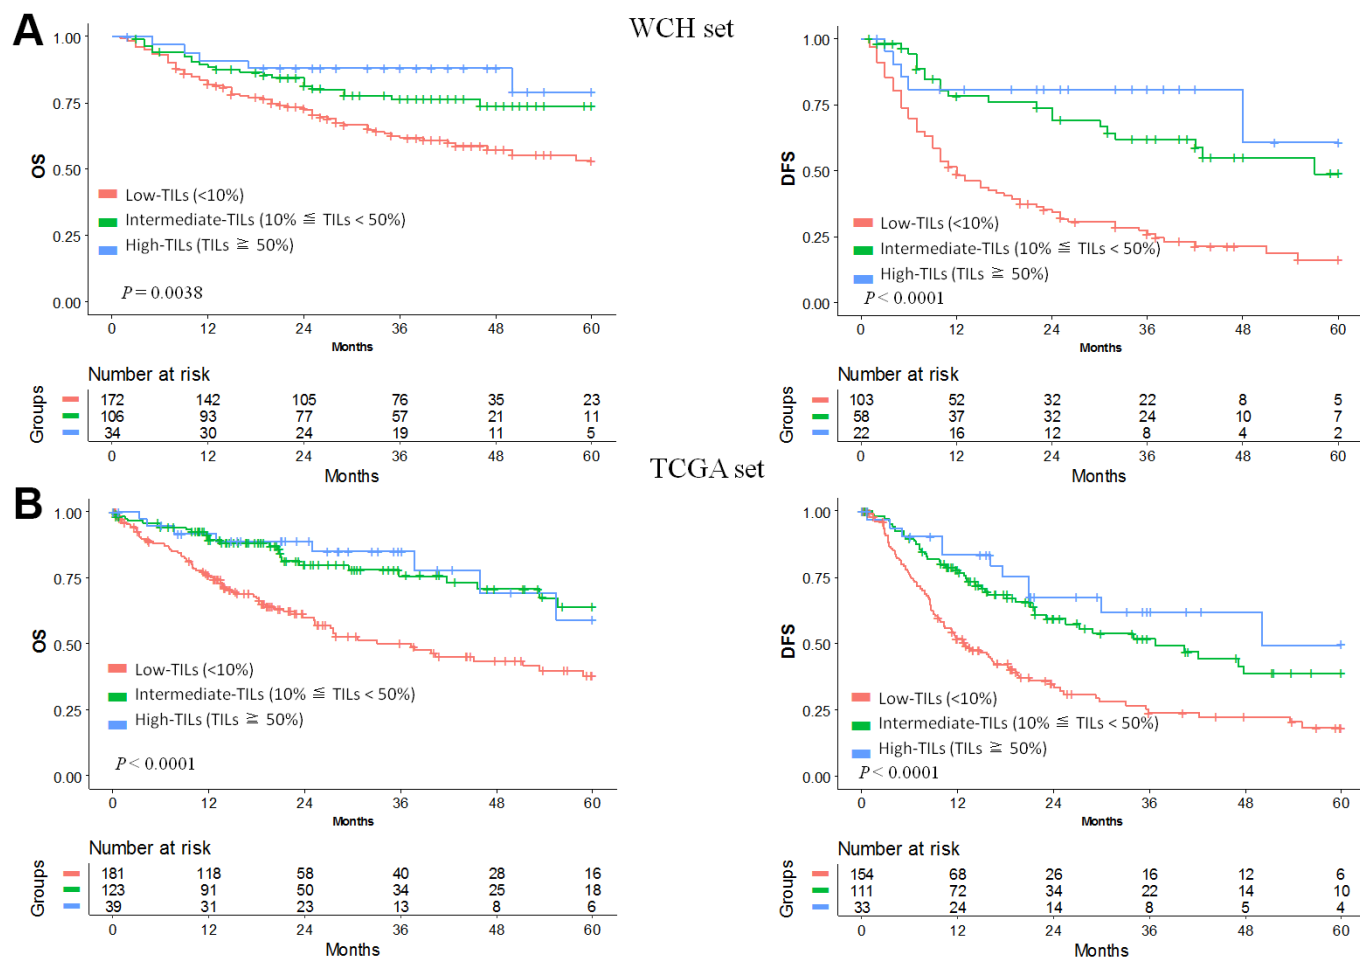 A
WCH set
1.00
0.75
0.50
0.25
0.00
OS
Low-TILs (<10%)
Intermediate-TILs (10% ≦ TILs < 50%)
High-TILs (TILs ≧ 50%)
P = 0.0038
0 12 24 36 48 60
Months
Number at risk
Groups
172 142 105 76 35 23
106 93 77 57 21 11
34 30 24 19 11 5
0 12 24 36 48 60
Months
1.00
0.75
0.50
0.25
0.00
DFS
Low-TILs (<10%)
Intermediate-TILs (10% ≦ TILs < 50%)
High-TILs (TILs ≧ 50%)
P < 0.0001
0 12 24 36 48 60
Months
Number at risk
Groups
103 52 32 22 8 5
58 37 32 24 10 7
22 16 12 8 4 2
0 12 24 36 48 60
Months
TCGA set
B
1.00
0.75
0.50
0.25
0.00
OS
Low-TILs (<10%)
Intermediate-TILs (10% ≦ TILs < 50%)
High-TILs (TILs ≧ 50%)
P < 0.0001
0 12 24 36 48 60
Months
Number at risk
Groups
181 118 58 40 28 16
123 91 50 34 25 18
39 31 23 13 8 6
0 12 24 36 48 60
Months
1.00
0.75
0.50
0.25
0.00
DFS
Low-TILs (<10%)
Intermediate-TILs (10% ≦ TILs < 50%)
High-TILs (TILs ≧ 50%)
P < 0.0001
0 12 24 36 48 60
Months
Number at risk
Groups
154 68 26 16 12 6
111 72 34 22 14 10
33 24 14 8 5 4
0 12 24 36 48 60
Months